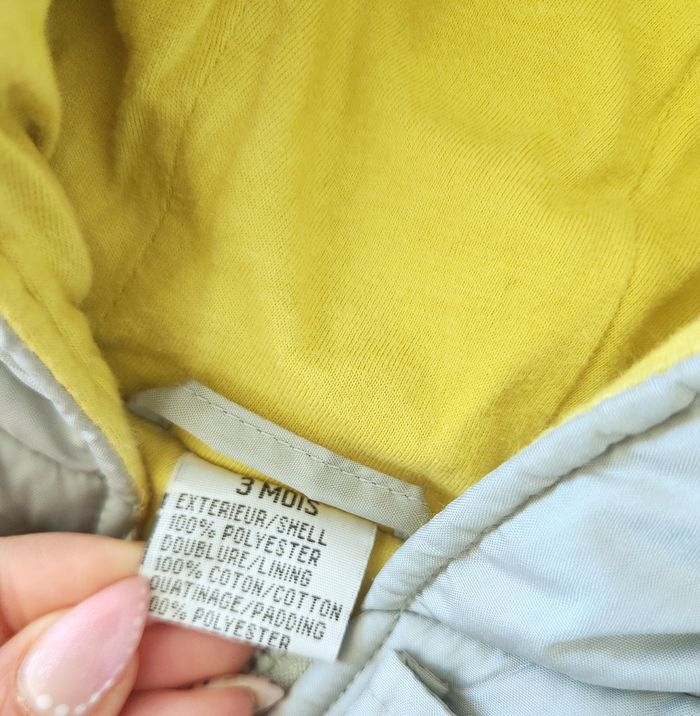 3 MOIS
EXTERIEUR/SHELL
100% POLYESTER
DOUBLURE/LINING
100% COTON/COTTON
OUATINAGE/PADDING
00% POLYESTER